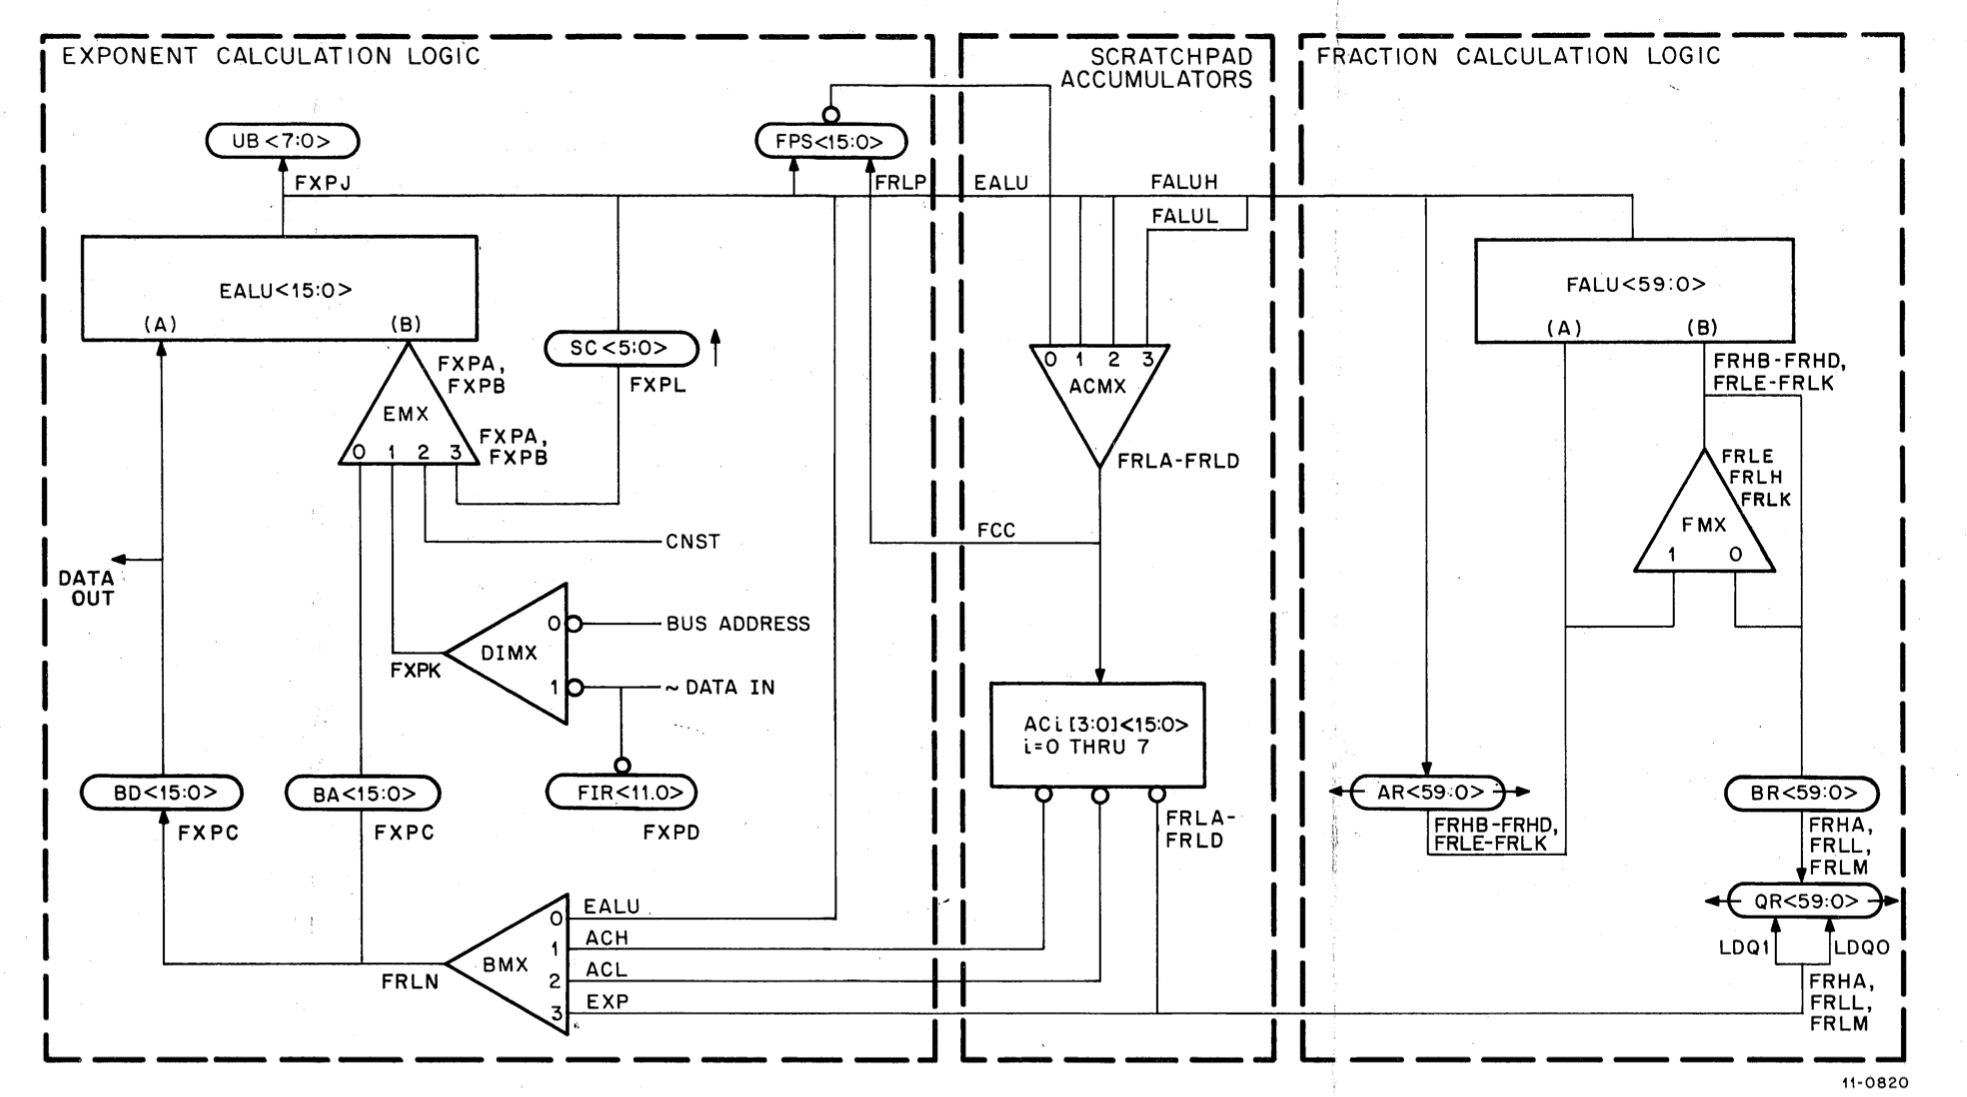 EXPONENT CALCULATION LOGIC
SCRATCHPAD
ACCUMULATORS
FRACTION CALCULATION LOGIC
UB<7:0>
FXPJ
FPS<15:0>
FRLP
EALU
FALUH
FALUL
EALU<15:0>
(A)
(B)
FXPA,
FXPB
EMX
0 1 2 3
FXPA,
FXPB
SC<5:0>
FXPL
CNST
DATA
OUT
0
BUS ADDRESS
DIMX
1
~DATA IN
FXPK
BD<15:0>
FXPC
BA<15:0>
FXPC
FIR<11.0>
FXPD
BMX
FRLN
0
EALU
1
ACH
2
ACL
3
EXP
0 1 2 3
ACMX
FRLA-FRLD
FCC
ACi[3:0]<15:0>
i=0 THRU 7
FRLA-
FRLD
FALU<59:0>
(A)
(B)
FRHB-FRHD,
FRLE-FRLK
FRLE
FRLH
FRLK
FMX
1 0
AR<59:0>
FRHB-FRHD,
FRLE-FRLK
BR<59:0>
FRHA,
FRLL,
FRLM
QR<59:0>
LDQ1
LDQ0
FRHA,
FRLL,
FRLM
11-0820